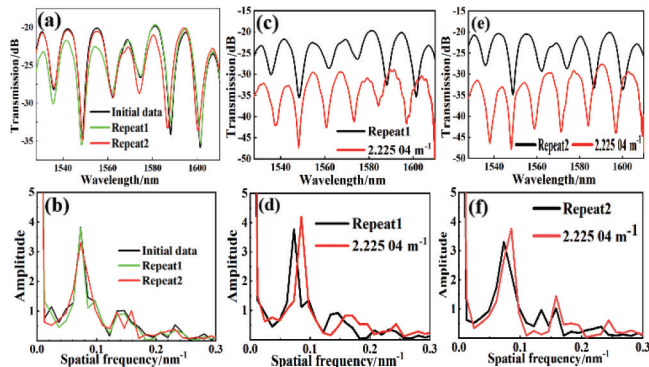 (a)
Transmission/dB
-20
-25
-30
-35
Initial data
Repeat1
Repeat2
1540 1560 1580 1600
Wavelength/nm
(c)
Transmission/dB
-15
-20
-25
-30
-35
-40
-45
-50
Repeat1
2.225 04 m⁻¹
1540 1560 1580 1600
Wavelength/nm
(e)
Transmission/dB
-15
-20
-25
-30
-35
-40
-45
-50
Repeat2 2.225 04 m⁻¹
1540 1560 1580 1600
Wavelength/nm
(b)
Amplitude
5
4
3
2
1
Initial data
Repeat1
Repeat2
0.0 0.1 0.2 0.3
Spatial frequency/nm⁻¹
(d)
Amplitude
5
4
3
2
1
Repeat1
2.225 04 m⁻¹
0.0 0.1 0.2 0.3
Spatial frequency/nm⁻¹
(f)
Amplitude
5
4
3
2
1
Repeat2
2.225 04 m⁻¹
0.0 0.1 0.2 0.3
Spatial frequency/nm⁻¹